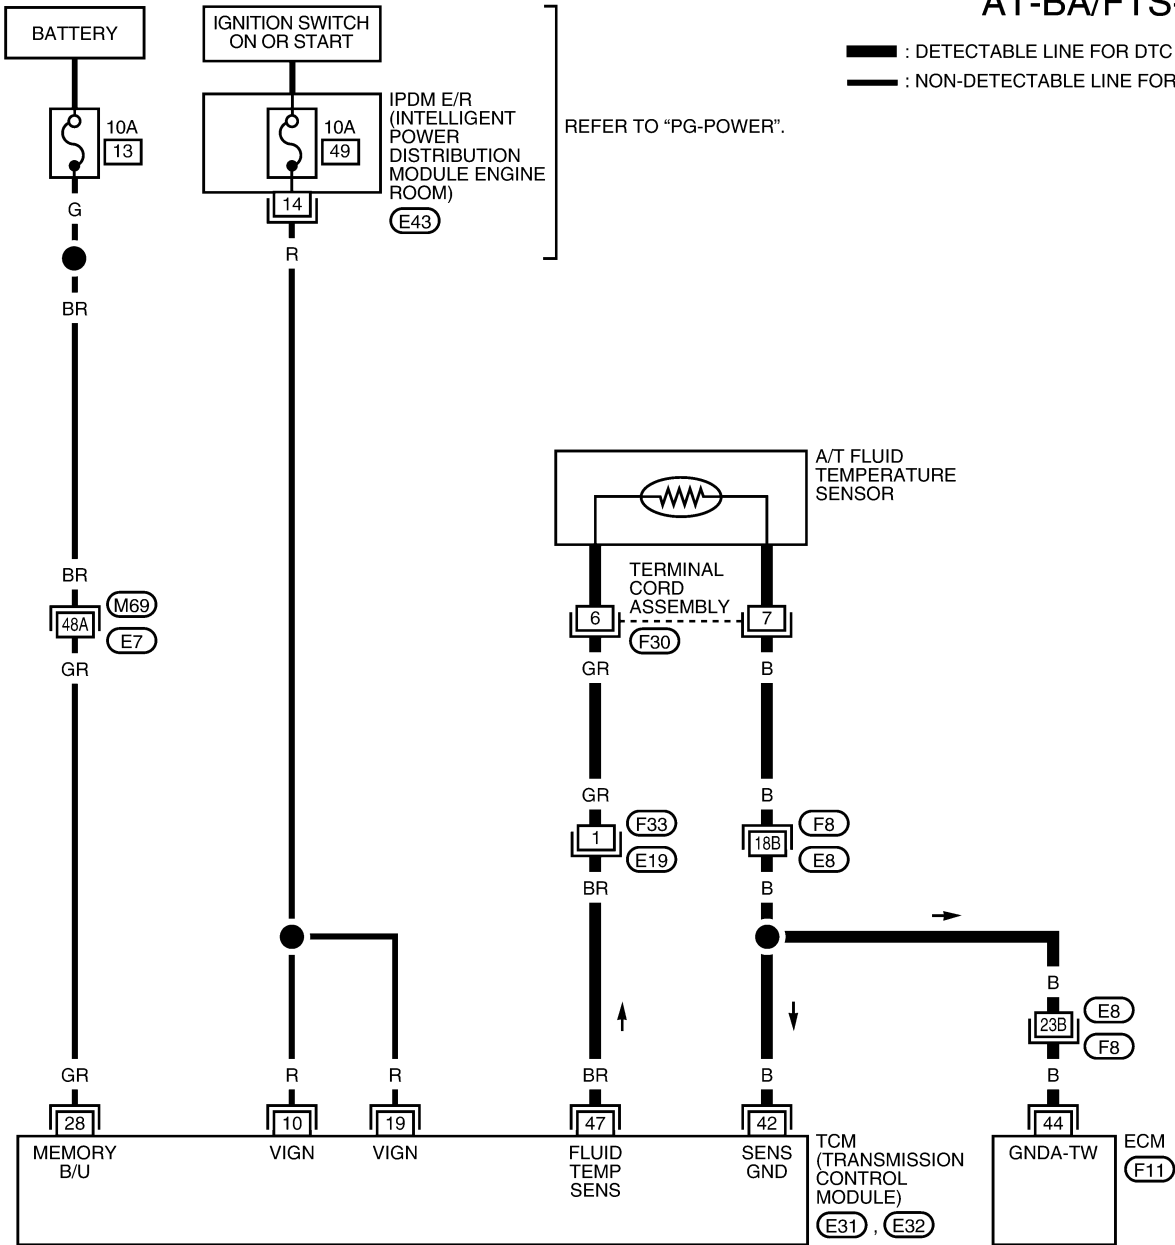 AT-BA/FTS-
: DETECTABLE LINE FOR DTC
: NON-DETECTABLE LINE FOR
BATTERY
IGNITION SWITCH
ON OR START
10A
13
10A
49
IPDM E/R
(INTELLIGENT
POWER
DISTRIBUTION
MODULE ENGINE
ROOM)
E43
REFER TO “PG-POWER”.
14
G
R
BR
A/T FLUID
TEMPERATURE
SENSOR
TERMINAL
CORD
ASSEMBLY
BR
48A
M69
E7
GR
6
F30
7
GR
B
GR
B
1
F33
E19
18B
F8
E8
BR
B
B
23B
E8
F8
GR
R
R
BR
B
B
28
10
19
47
42
44
MEMORY
B/U
VIGN
VIGN
FLUID
TEMP
SENS
SENS
GND
TCM
(TRANSMISSION
CONTROL
MODULE)
E31 , E32
GNDA-TW
ECM
F11